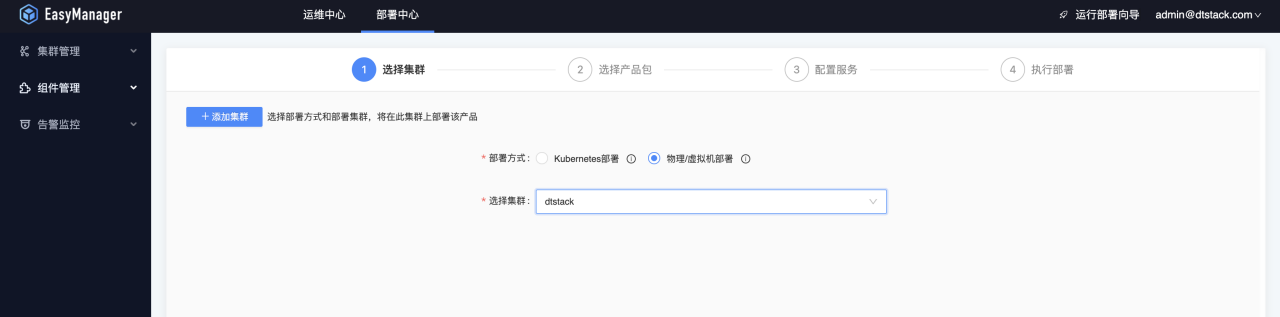 EasyManager 运维中心 部署中心 运行部署向导 admin@dtstack.com
集群管理
组件管理
告警监控
1 选择集群 2 选择产品包 3 配置服务 4 执行部署
+ 添加集群 选择部署方式和部署集群，将在此集群上部署该产品
* 部署方式： Kubernetes部署 物理/虚拟机部署
* 选择集群： dtstack